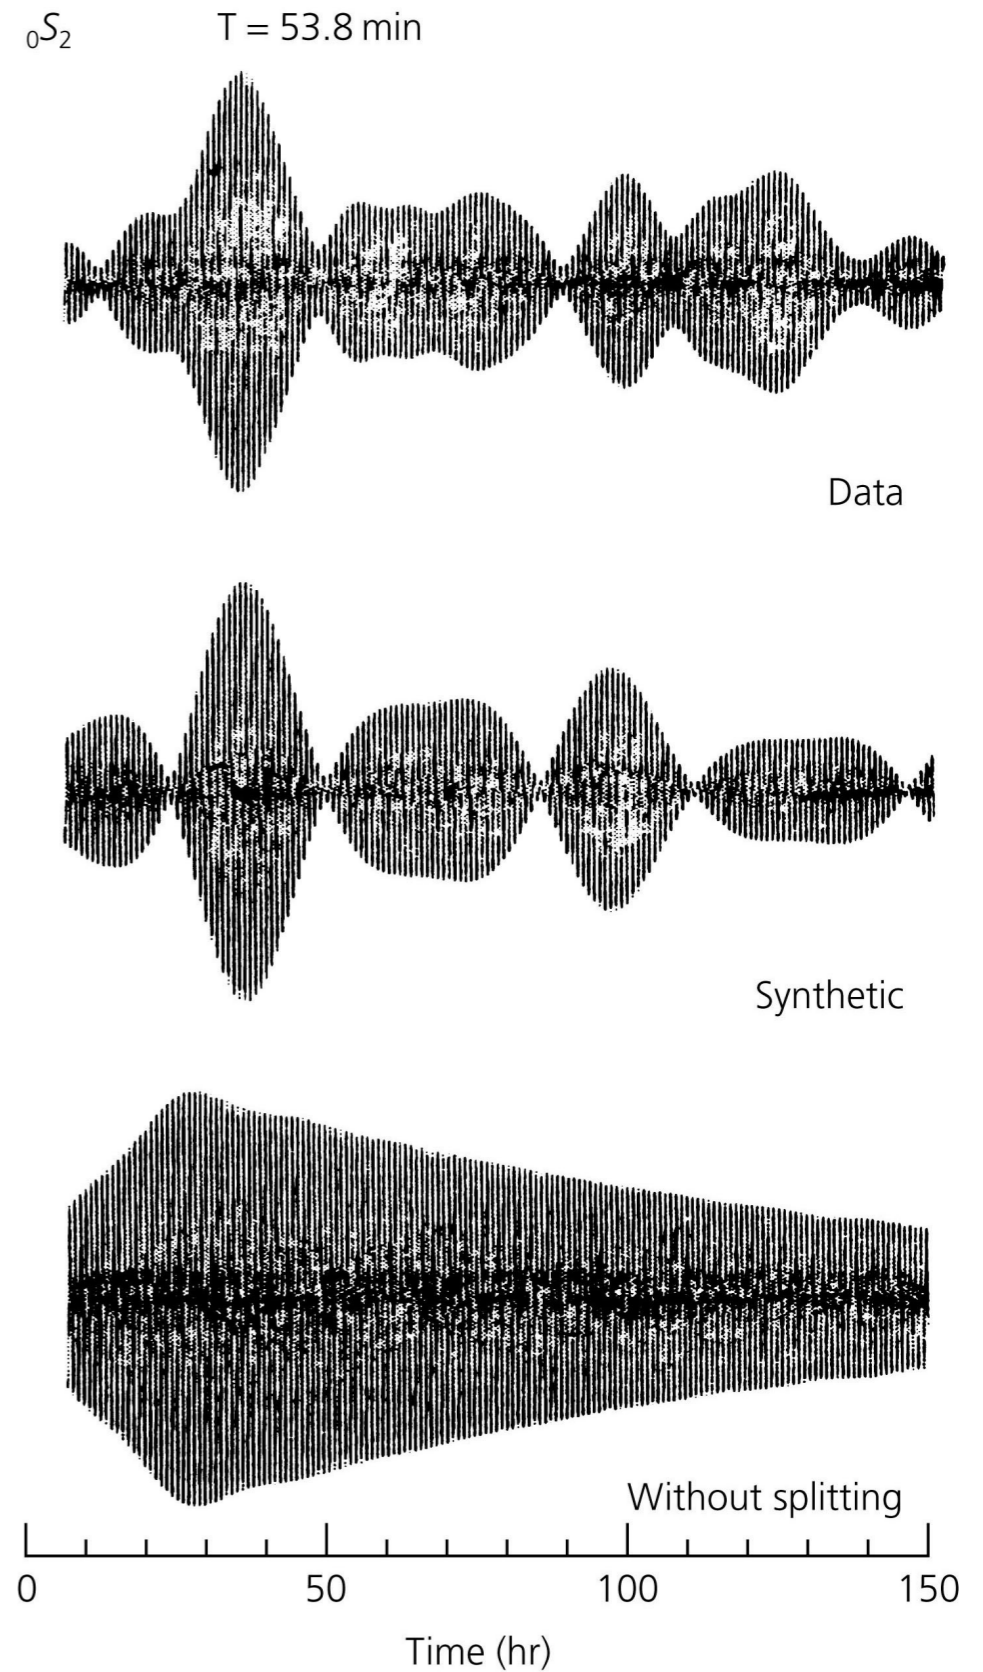 ₀S₂ T = 53.8 min
Data
Synthetic
Without splitting
0 50 100 150
Time (hr)